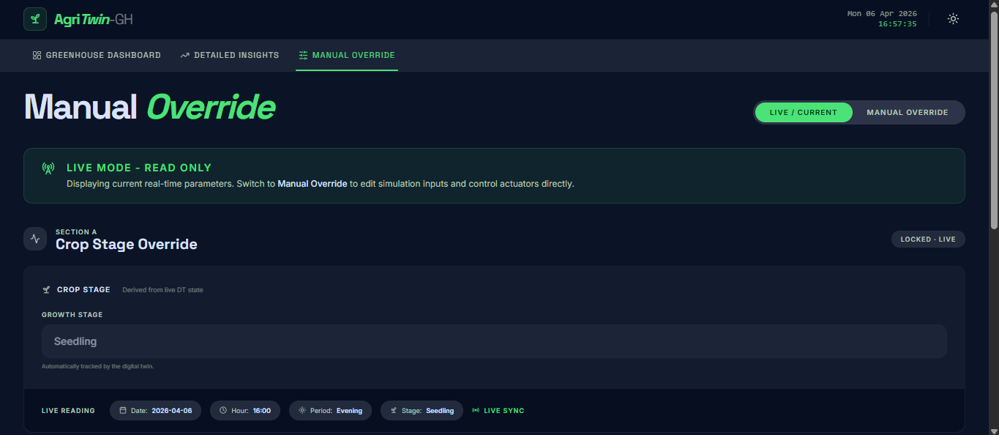 AgriTwin-GH
Mon 06 Apr 2026
16:57:35
GREENHOUSE DASHBOARD
DETAILED INSIGHTS
MANUAL OVERRIDE
Manual Override
LIVE / CURRENT
MANUAL OVERRIDE
LIVE MODE - READ ONLY
Displaying current real-time parameters. Switch to Manual Override to edit simulation inputs and control actuators directly.
SECTION A
Crop Stage Override
LOCKED · LIVE
CROP STAGE
Derived from live DT state
GROWTH STAGE
Seedling
Automatically tracked by the digital twin.
LIVE READING
Date: 2026-04-06
Hour: 16:00
Period: Evening
Stage: Seedling
LIVE SYNC